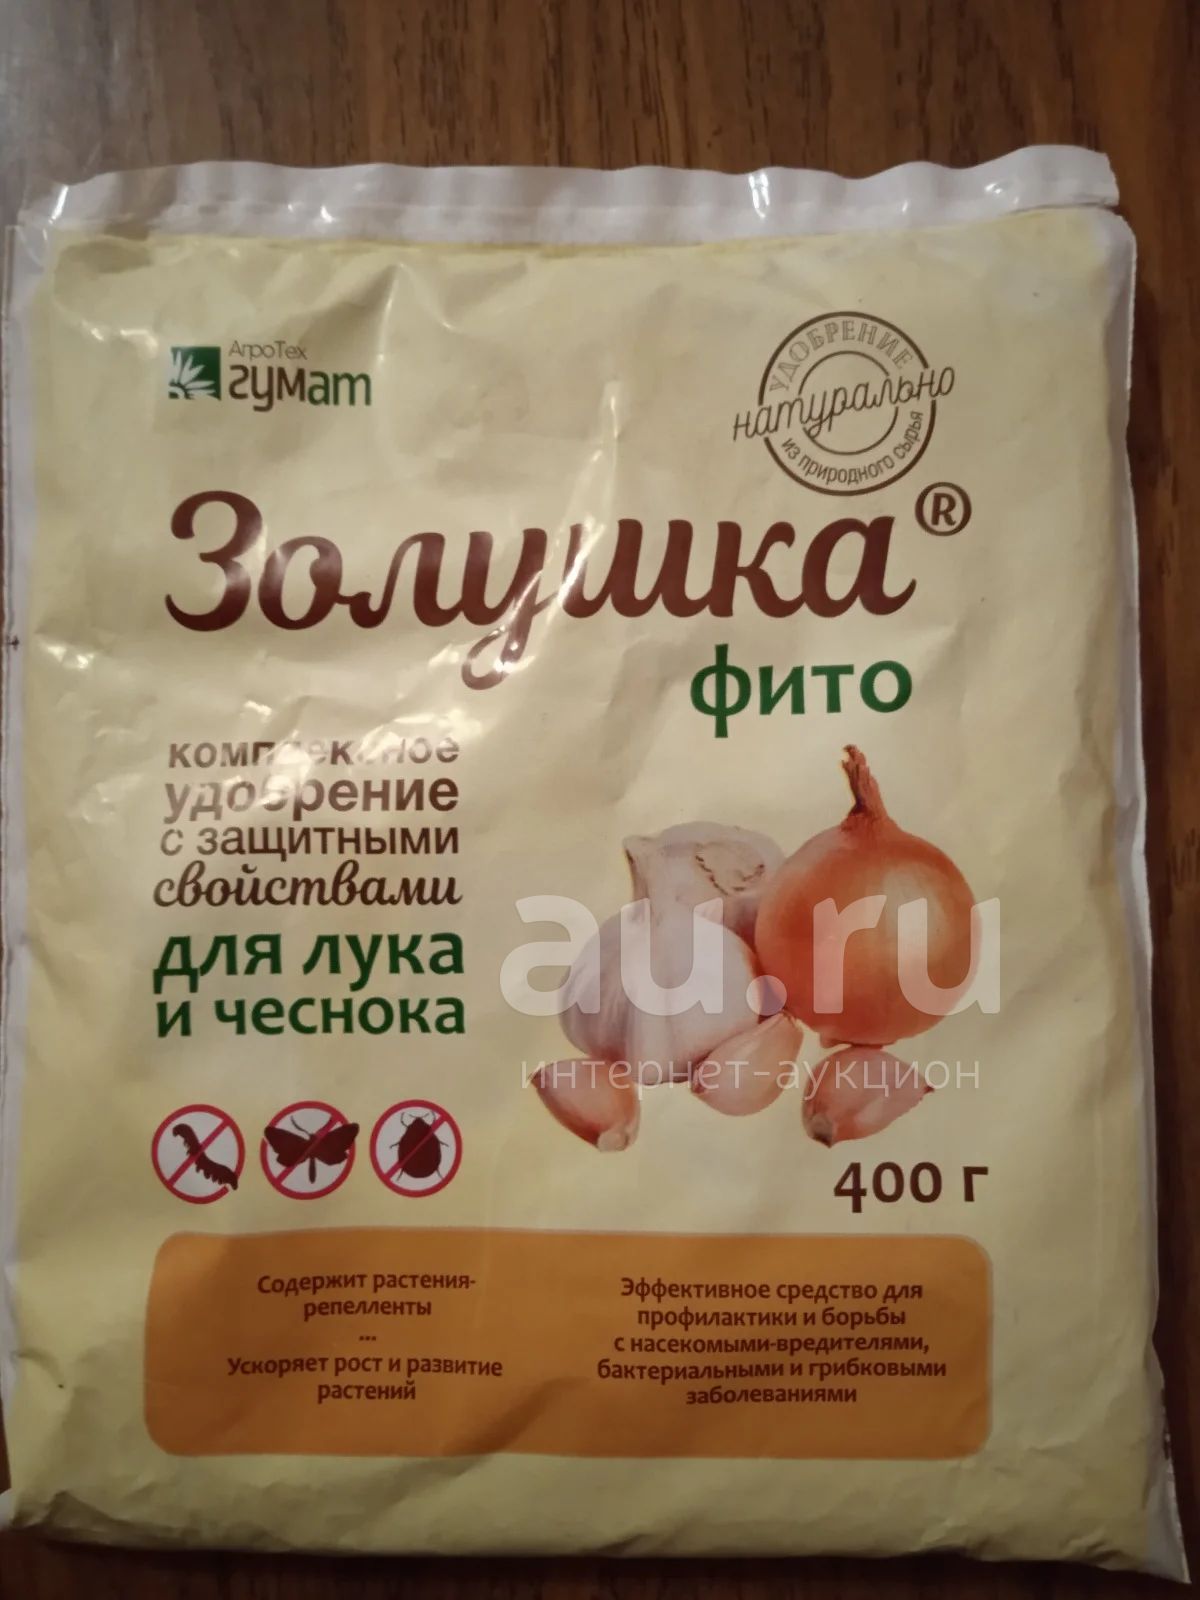 АгроТех
гумат
УДОБРЕНИЕ
натурально
из природного сырья
Золушка®
фито
комплексное
удобрение
с защитными
свойствами
для лука
и чеснока
au.ru
интернет-аукцион
400 г
Содержит растения-
репелленты
...
Ускоряет рост и развитие
растений
Эффективное средство для
профилактики и борьбы
с насекомыми-вредителями,
бактериальными и грибковыми
заболеваниями